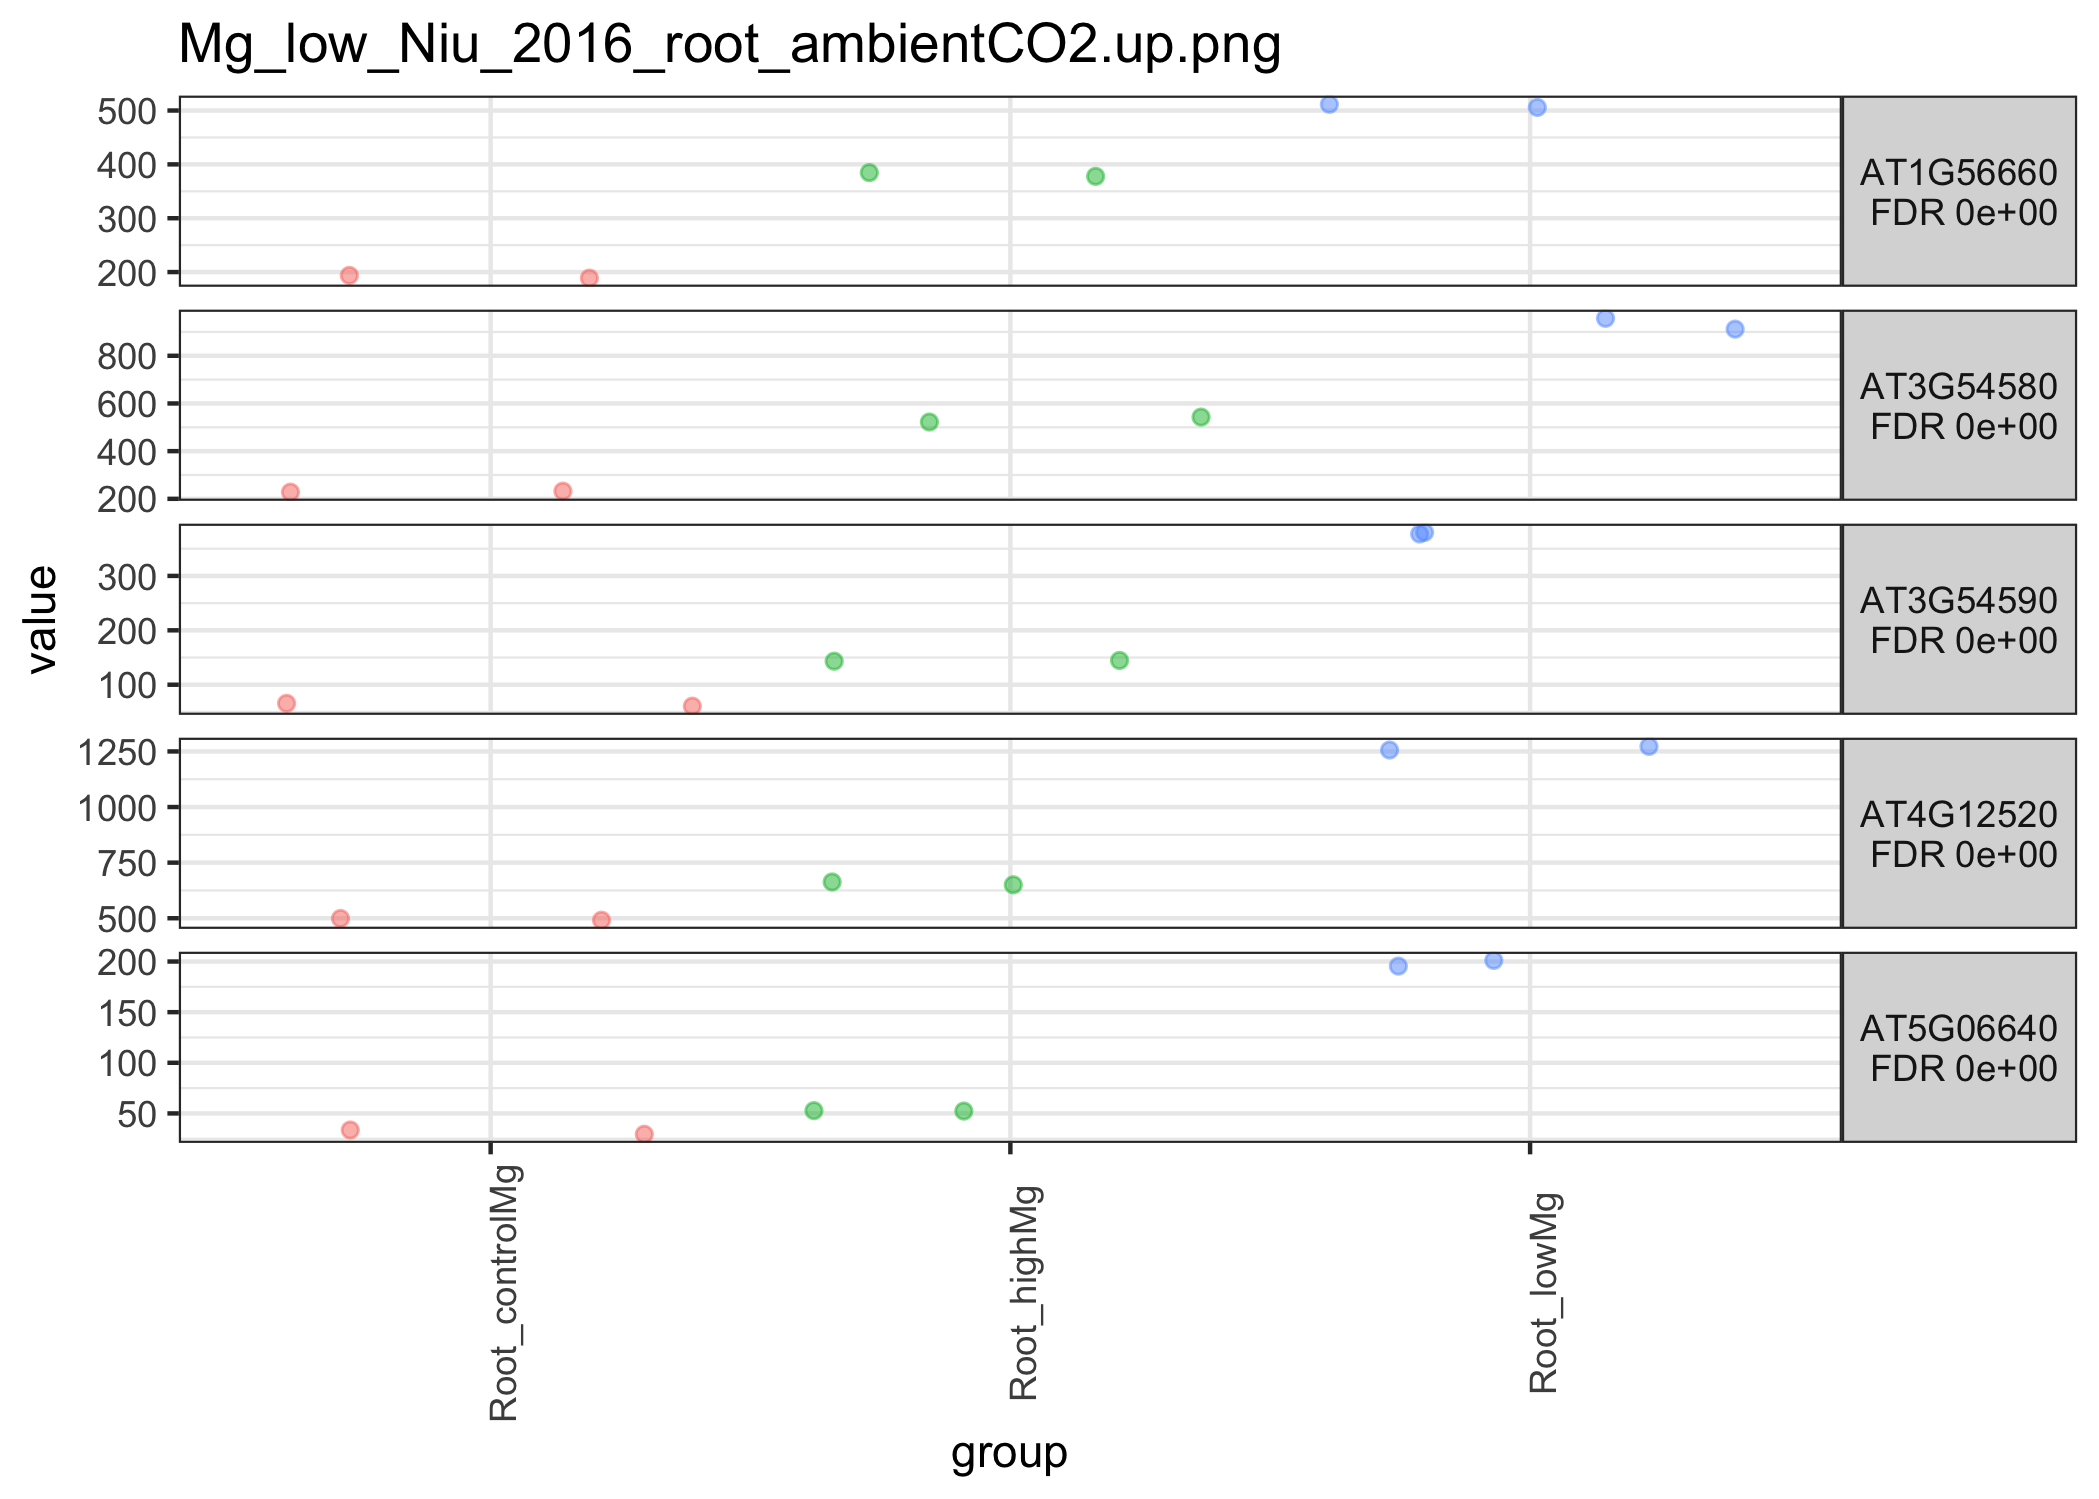 Mg_low_Niu_2016_root_ambientCO2.up.png
value
500
400
300
200
AT1G56660
FDR 0e+00
800
600
400
200
AT3G54580
FDR 0e+00
300
200
100
AT3G54590
FDR 0e+00
1250
1000
750
500
AT4G12520
FDR 0e+00
200
150
100
50
AT5G06640
FDR 0e+00
Root_controlMg
Root_highMg
Root_lowMg
group